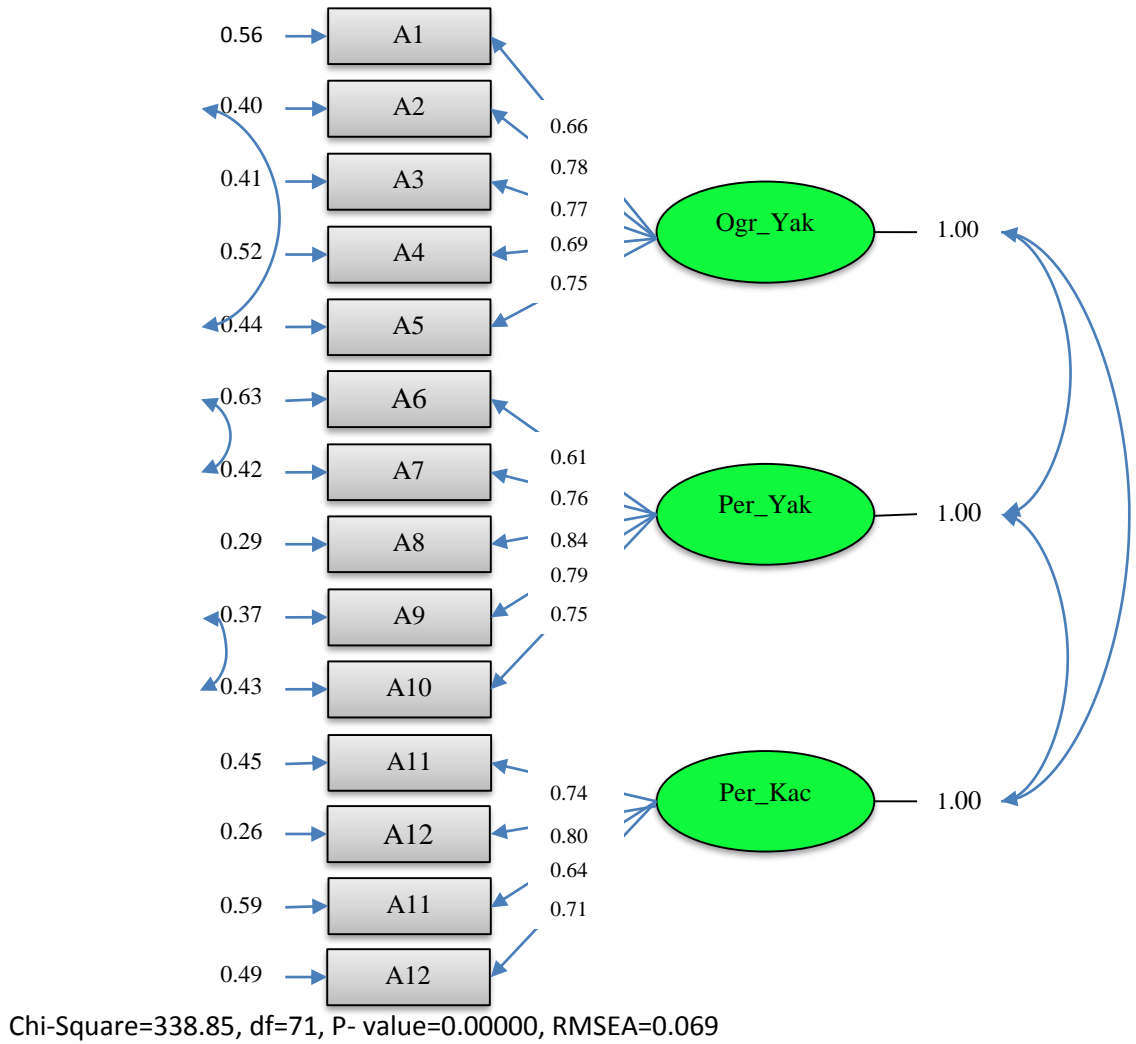 0.56 A1
0.40 A2
0.66
0.78
0.41 A3
0.77
Ogr_Yak 1.00
0.52 A4
0.69
0.75
0.44 A5
0.63 A6
0.61
0.42 A7
0.76
Per_Yak 1.00
0.29 A8
0.84
0.79
0.37 A9
0.75
0.43 A10
0.45 A11
0.74
Per_Kac 1.00
0.26 A12
0.80
0.64
0.59 A11
0.71
0.49 A12
Chi-Square=338.85, df=71, P- value=0.00000, RMSEA=0.069